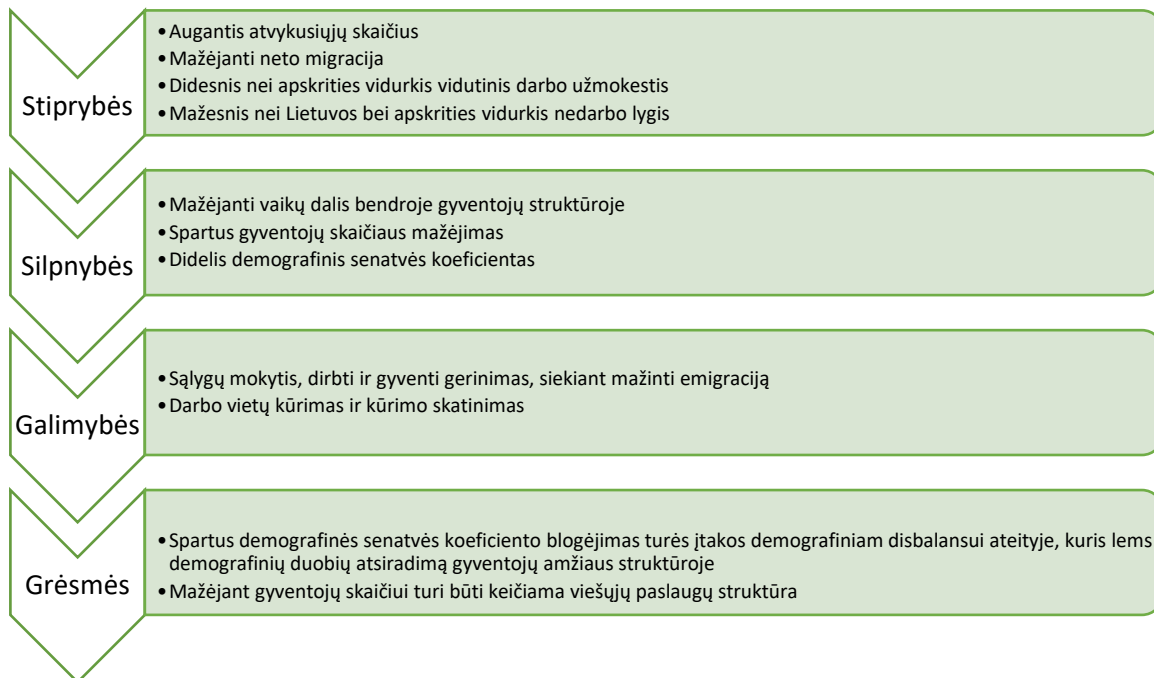 Stiprybės
• Augantis atvykusiųjų skaičius
• Mažėjanti neto migracija
• Didesnis nei apskrities vidurkis vidutinis darbo užmokestis
• Mažesnis nei Lietuvos bei apskrities vidurkis nedarbo lygis
Silpnybės
• Mažėjanti vaikų dalis bendroje gyventojų struktūroje
• Spartus gyventojų skaičiaus mažėjimas
• Didelis demografinis senatvės koeficientas
Galimybės
• Sąlygų mokytis, dirbti ir gyventi gerinimas, siekiant mažinti emigraciją
• Darbo vietų kūrimas ir kūrimo skatinimas
Grėsmės
• Spartus demografinės senatvės koeficiento blogėjimas turės įtakos demografiniam disbalansui ateityje, kuris lems
demografinių duobių atsiradimą gyventojų amžiaus struktūroje
• Mažėjant gyventojų skaičiui turi būti keičiama viešųjų paslaugų struktūra